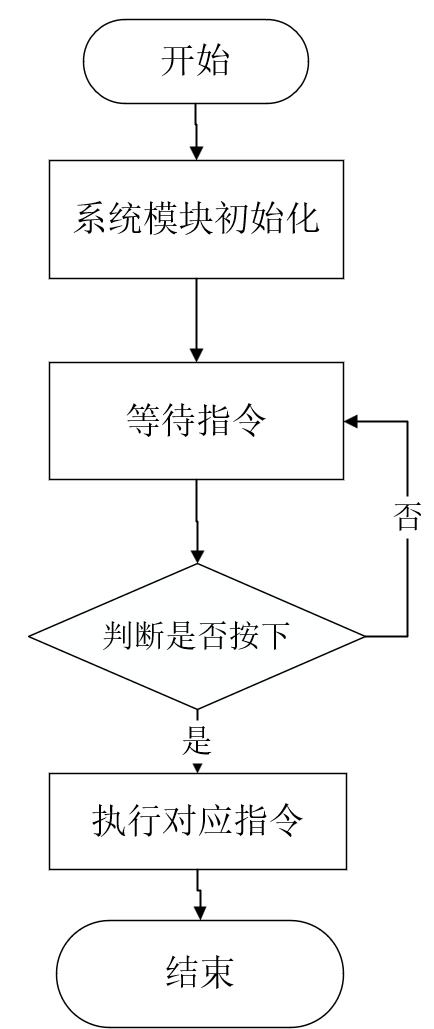 开始
系统模块初始化
等待指令
否
判断是否按下
是
执行对应指令
结束